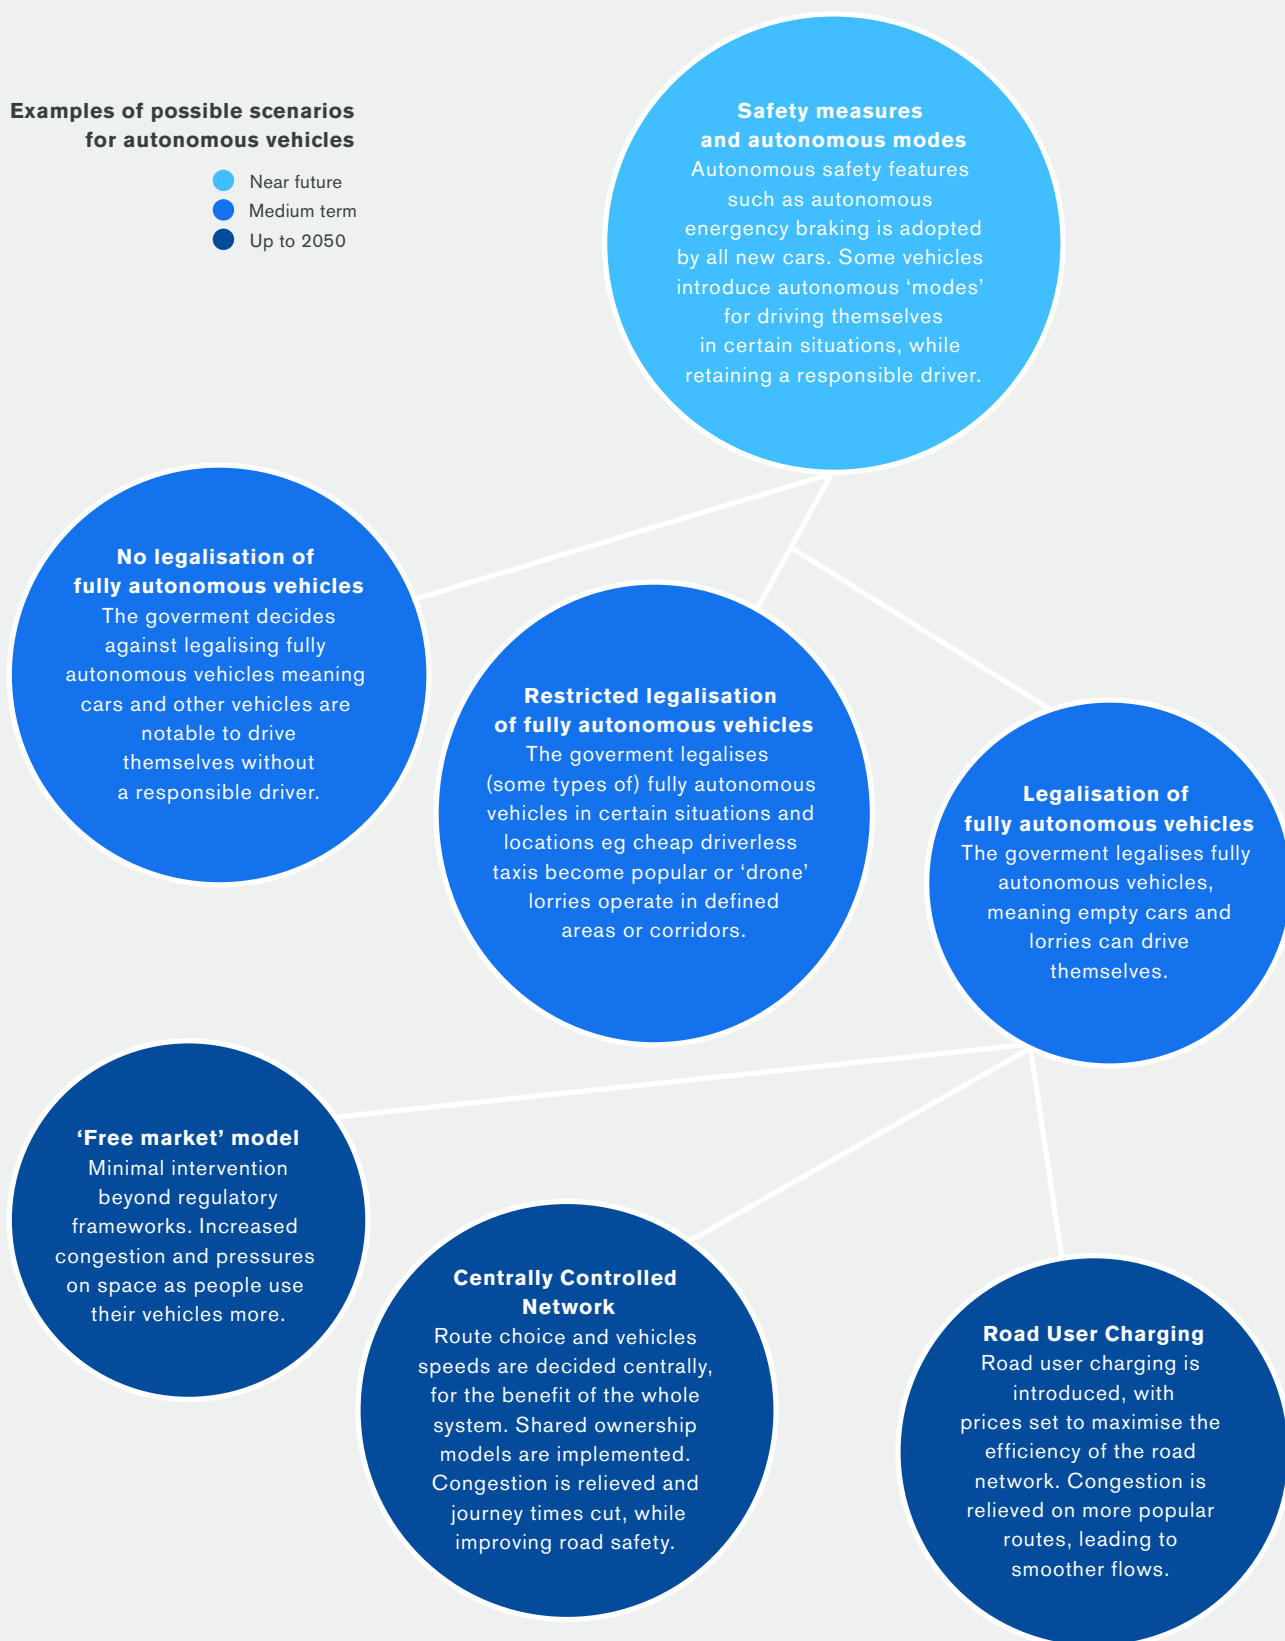 Examples of possible scenarios
for autonomous vehicles
Near future
Medium term
Up to 2050
Safety measures
and autonomous modes
Autonomous safety features
such as autonomous
energency braking is adopted
by all new cars. Some vehicles
introduce autonomous ‘modes’
for driving themselves
in certain situations, while
retaining a responsible driver.
No legalisation of
fully autonomous vehicles
The goverment decides
against legalising fully
autonomous vehicles meaning
cars and other vehicles are
notable to drive
themselves without
a responsible driver.
Restricted legalisation
of fully autonomous vehicles
The goverment legalises
(some types of) fully autonomous
vehicles in certain situations and
locations eg cheap driverless
taxis become popular or ‘drone’
lorries operate in defined
areas or corridors.
Legalisation of
fully autonomous vehicles
The goverment legalises fully
autonomous vehicles,
meaning empty cars and
lorries can drive
themselves.
‘Free market’ model
Minimal intervention
beyond regulatory
frameworks. Increased
congestion and pressures
on space as people use
their vehicles more.
Centrally Controlled
Network
Route choice and vehicles
speeds are decided centrally,
for the benefit of the whole
system. Shared ownership
models are implemented.
Congestion is relieved and
journey times cut, while
improving road safety.
Road User Charging
Road user charging is
introduced, with
prices set to maximise the
efficiency of the road
network. Congestion is
relieved on more popular
routes, leading to
smoother flows.